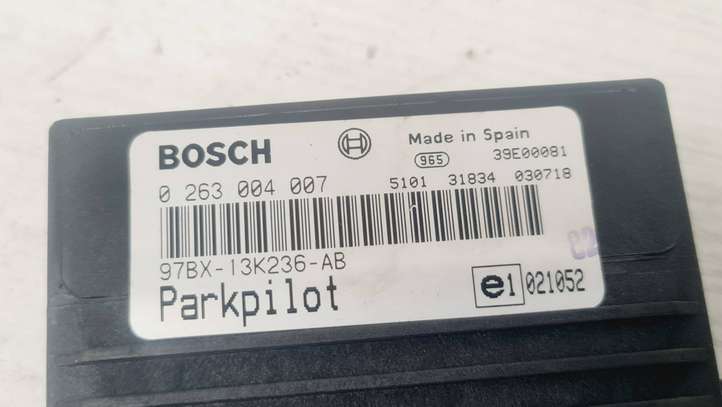 BOSCH
Made in Spain
965 39E00081
0 263 004 007 5101 31834 030718
97BX-13K236-AB
Parkpilot
e1 021052